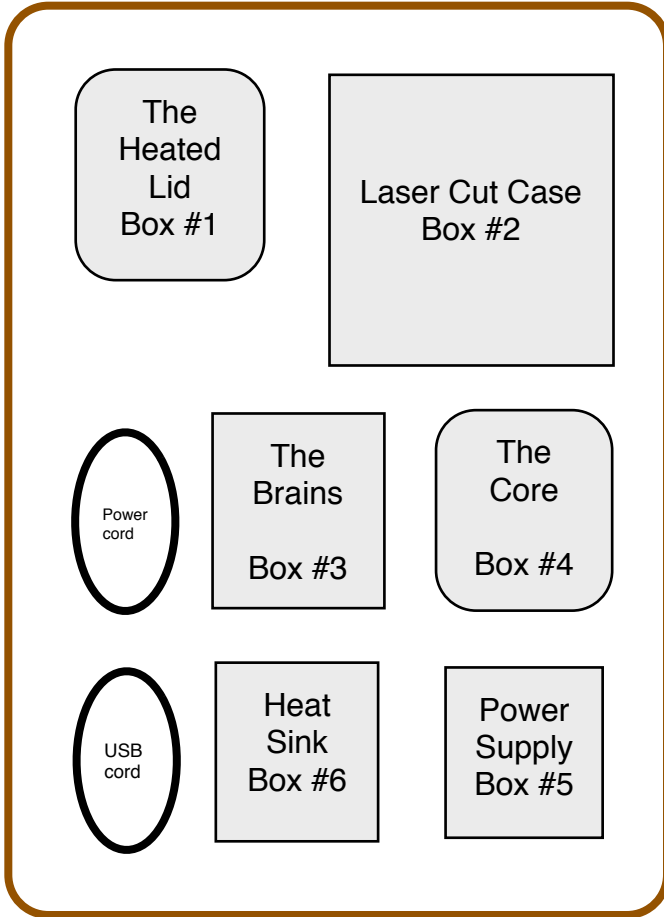 The
Heated
Lid
Box #1
Laser Cut Case
Box #2
Power
cord
The
Brains
Box #3
The
Core
Box #4
USB
cord
Heat
Sink
Box #6
Power
Supply
Box #5